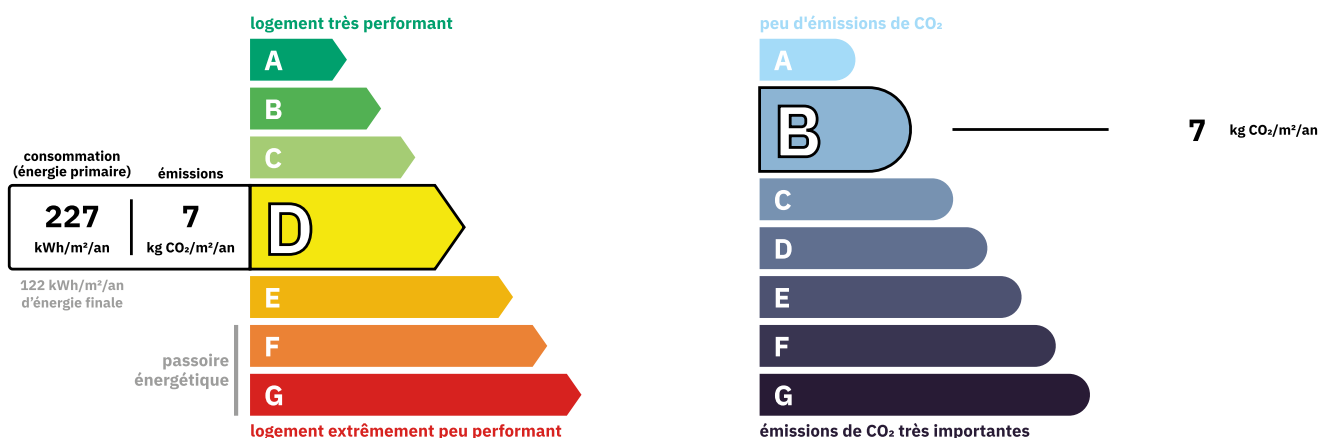 logement très performant
A
B
C
consommation
(énergie primaire)
émissions
227
kWh/m²/an
7
kg CO₂/m²/an
D
122 kWh/m²/an
d'énergie finale
E
passoire
énergétique
F
G
logement extrêmement peu performant
peu d'émissions de CO₂
A
B
7 kg CO₂/m²/an
C
D
E
F
G
émissions de CO₂ très importantes